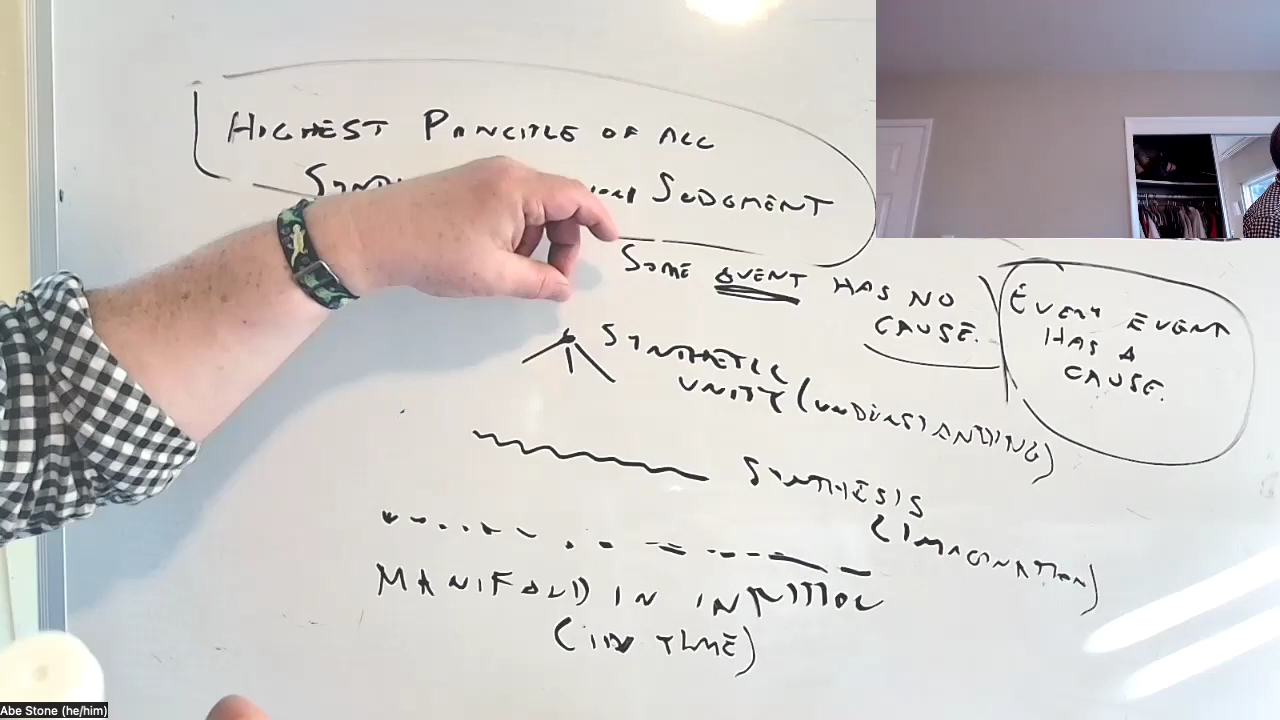 HIGHEST PRINCIPLE OF ALL
JUDGMENT
SOME EVENT HAS NO
CAUSE.
EVERY EVENT
HAS A
CAUSE.
SYNTHETIC
UNITY (UNDERSTANDING)
SYNTHESIS
(IMAGINATION)
MANIFOLD IN INTUITION
(IN TIME)
Abe Stone (he/him)